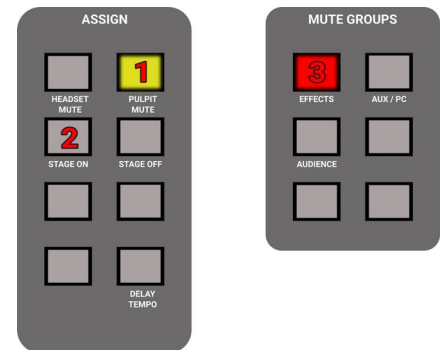 ASSIGN
1
HEADSET
MUTE
PULPIT
MUTE
2
STAGE ON
STAGE OFF
DELAY
TEMPO
MUTE GROUPS
3
EFFECTS
AUX / PC
AUDIENCE